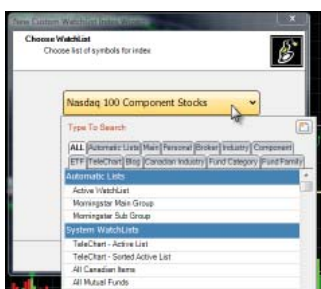 New Custom WatchList Index Wizard
X
Choose WatchList
Choose list of symbols for index
Nasdaq 100 Component Stocks
Type To Search
ALL Automatic Lists Main Personal Broker Industry Component
ETF TeleChart Blog Canadian Industry Fund Category Fund Family
Automatic Lists
Active WatchList
Morningstar Main Group
Morningstar Sub Group
System WatchLists
TeleChart - Active List
TeleChart - Sorted Active List
All Canadian Items
All Mutual Funds